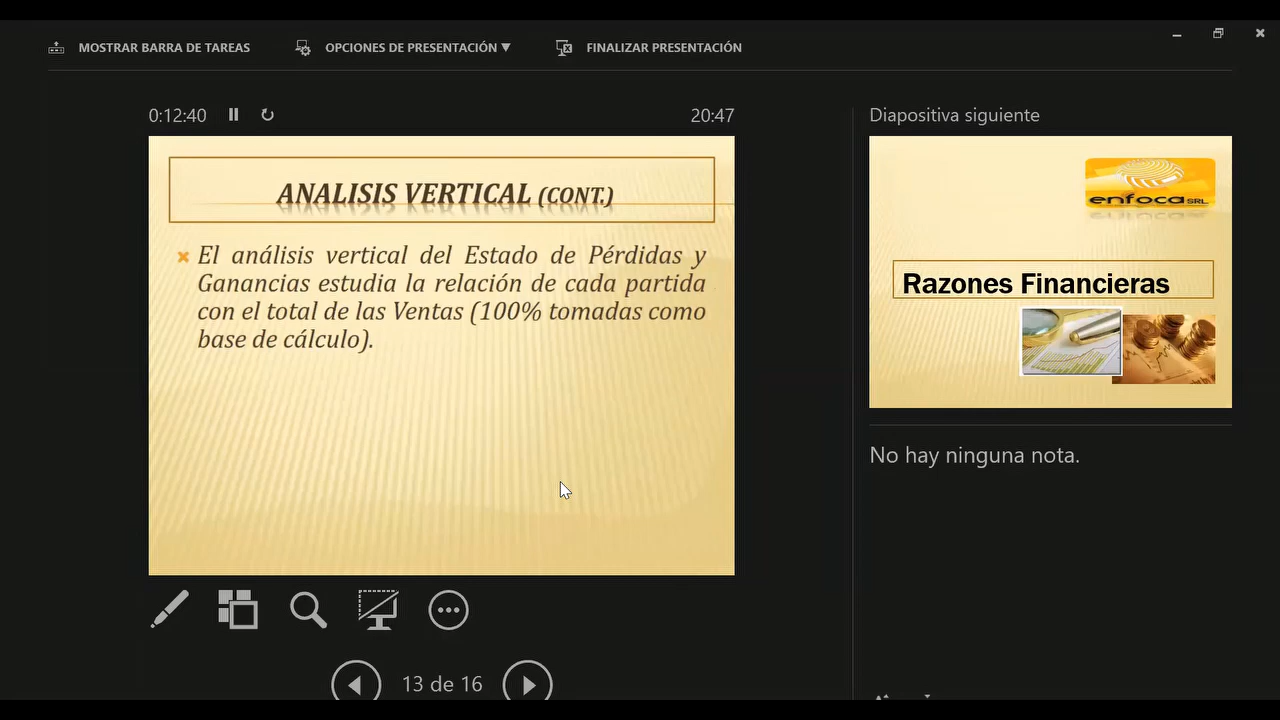 MOSTRAR BARRA DE TAREAS
OPCIONES DE PRESENTACIÓN ▼
FINALIZAR PRESENTACIÓN
0:12:40
20:47
ANALISIS VERTICAL (CONT.)
El análisis vertical del Estado de Pérdidas y
Ganancias estudia la relación de cada partida
con el total de las Ventas (100% tomadas como
base de cálculo).
13 de 16
Diapositiva siguiente
enfoca SRL
Razones Financieras
No hay ninguna nota.